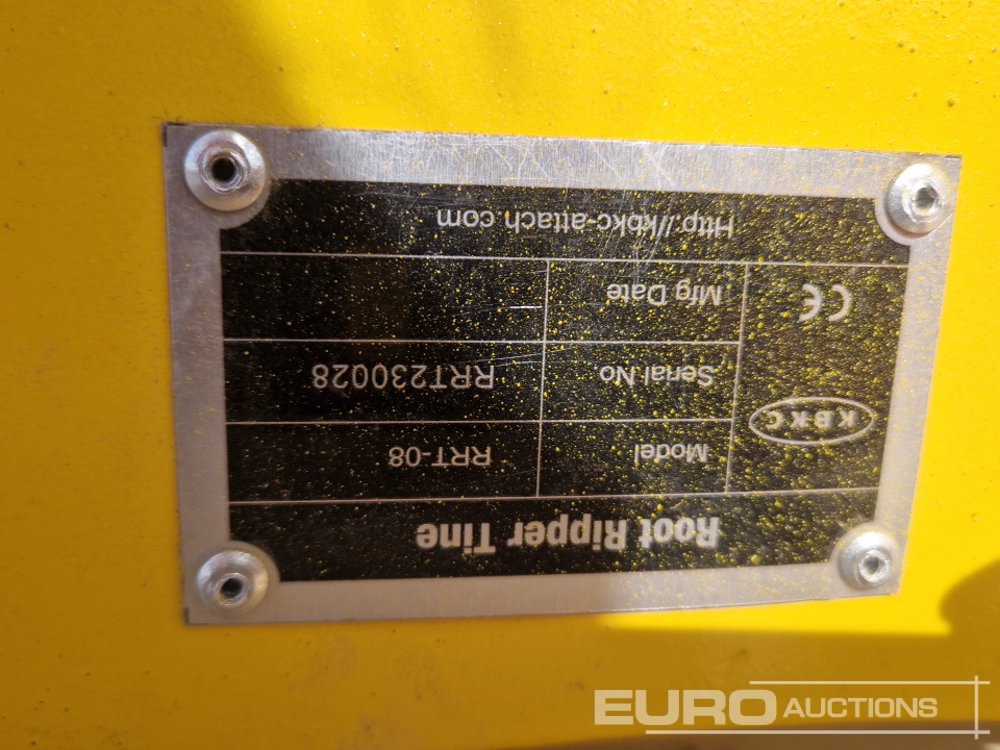 Root Ripper Tine
KBKC
Model RRT-08
Serial No. RRT230028
CE Mfg Date
Http://kbkc-attach.com
EURO AUCTIONS